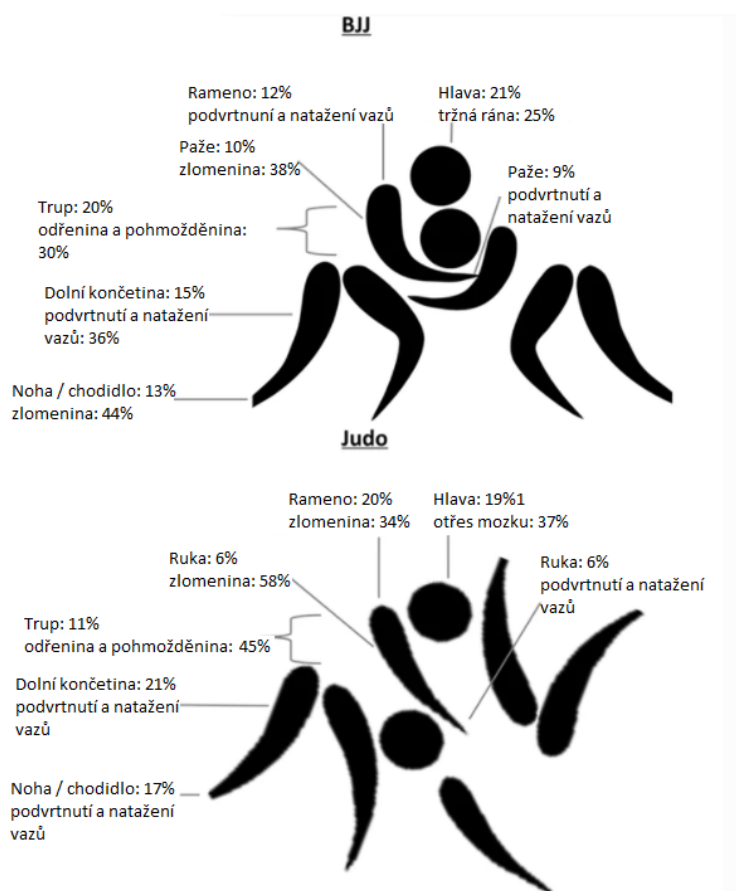 BJJ
Rameno: 12%
podvrtnuní a natažení vazů
Hlava: 21%
tržná rána: 25%
Paže: 10%
zlomenina: 38%
Paže: 9%
podvrtnutí a
natažení vazů
Trup: 20%
odřenina a pohmožděnina:
30%
Dolní končetina: 15%
podvrtnutí a natažení
vazů: 36%
Noha / chodidlo: 13%
zlomenina: 44%
Judo
Rameno: 20%
zlomenina: 34%
Hlava: 19%1
otřes mozku: 37%
Ruka: 6%
zlomenina: 58%
Ruka: 6%
podvrtnutí a natažení
vazů
Trup: 11%
odřenina a pohmožděnina: 45%
Dolní končetina: 21%
podvrtnutí a natažení
vazů
Noha / chodidlo: 17%
podvrtnutí a natažení
vazů